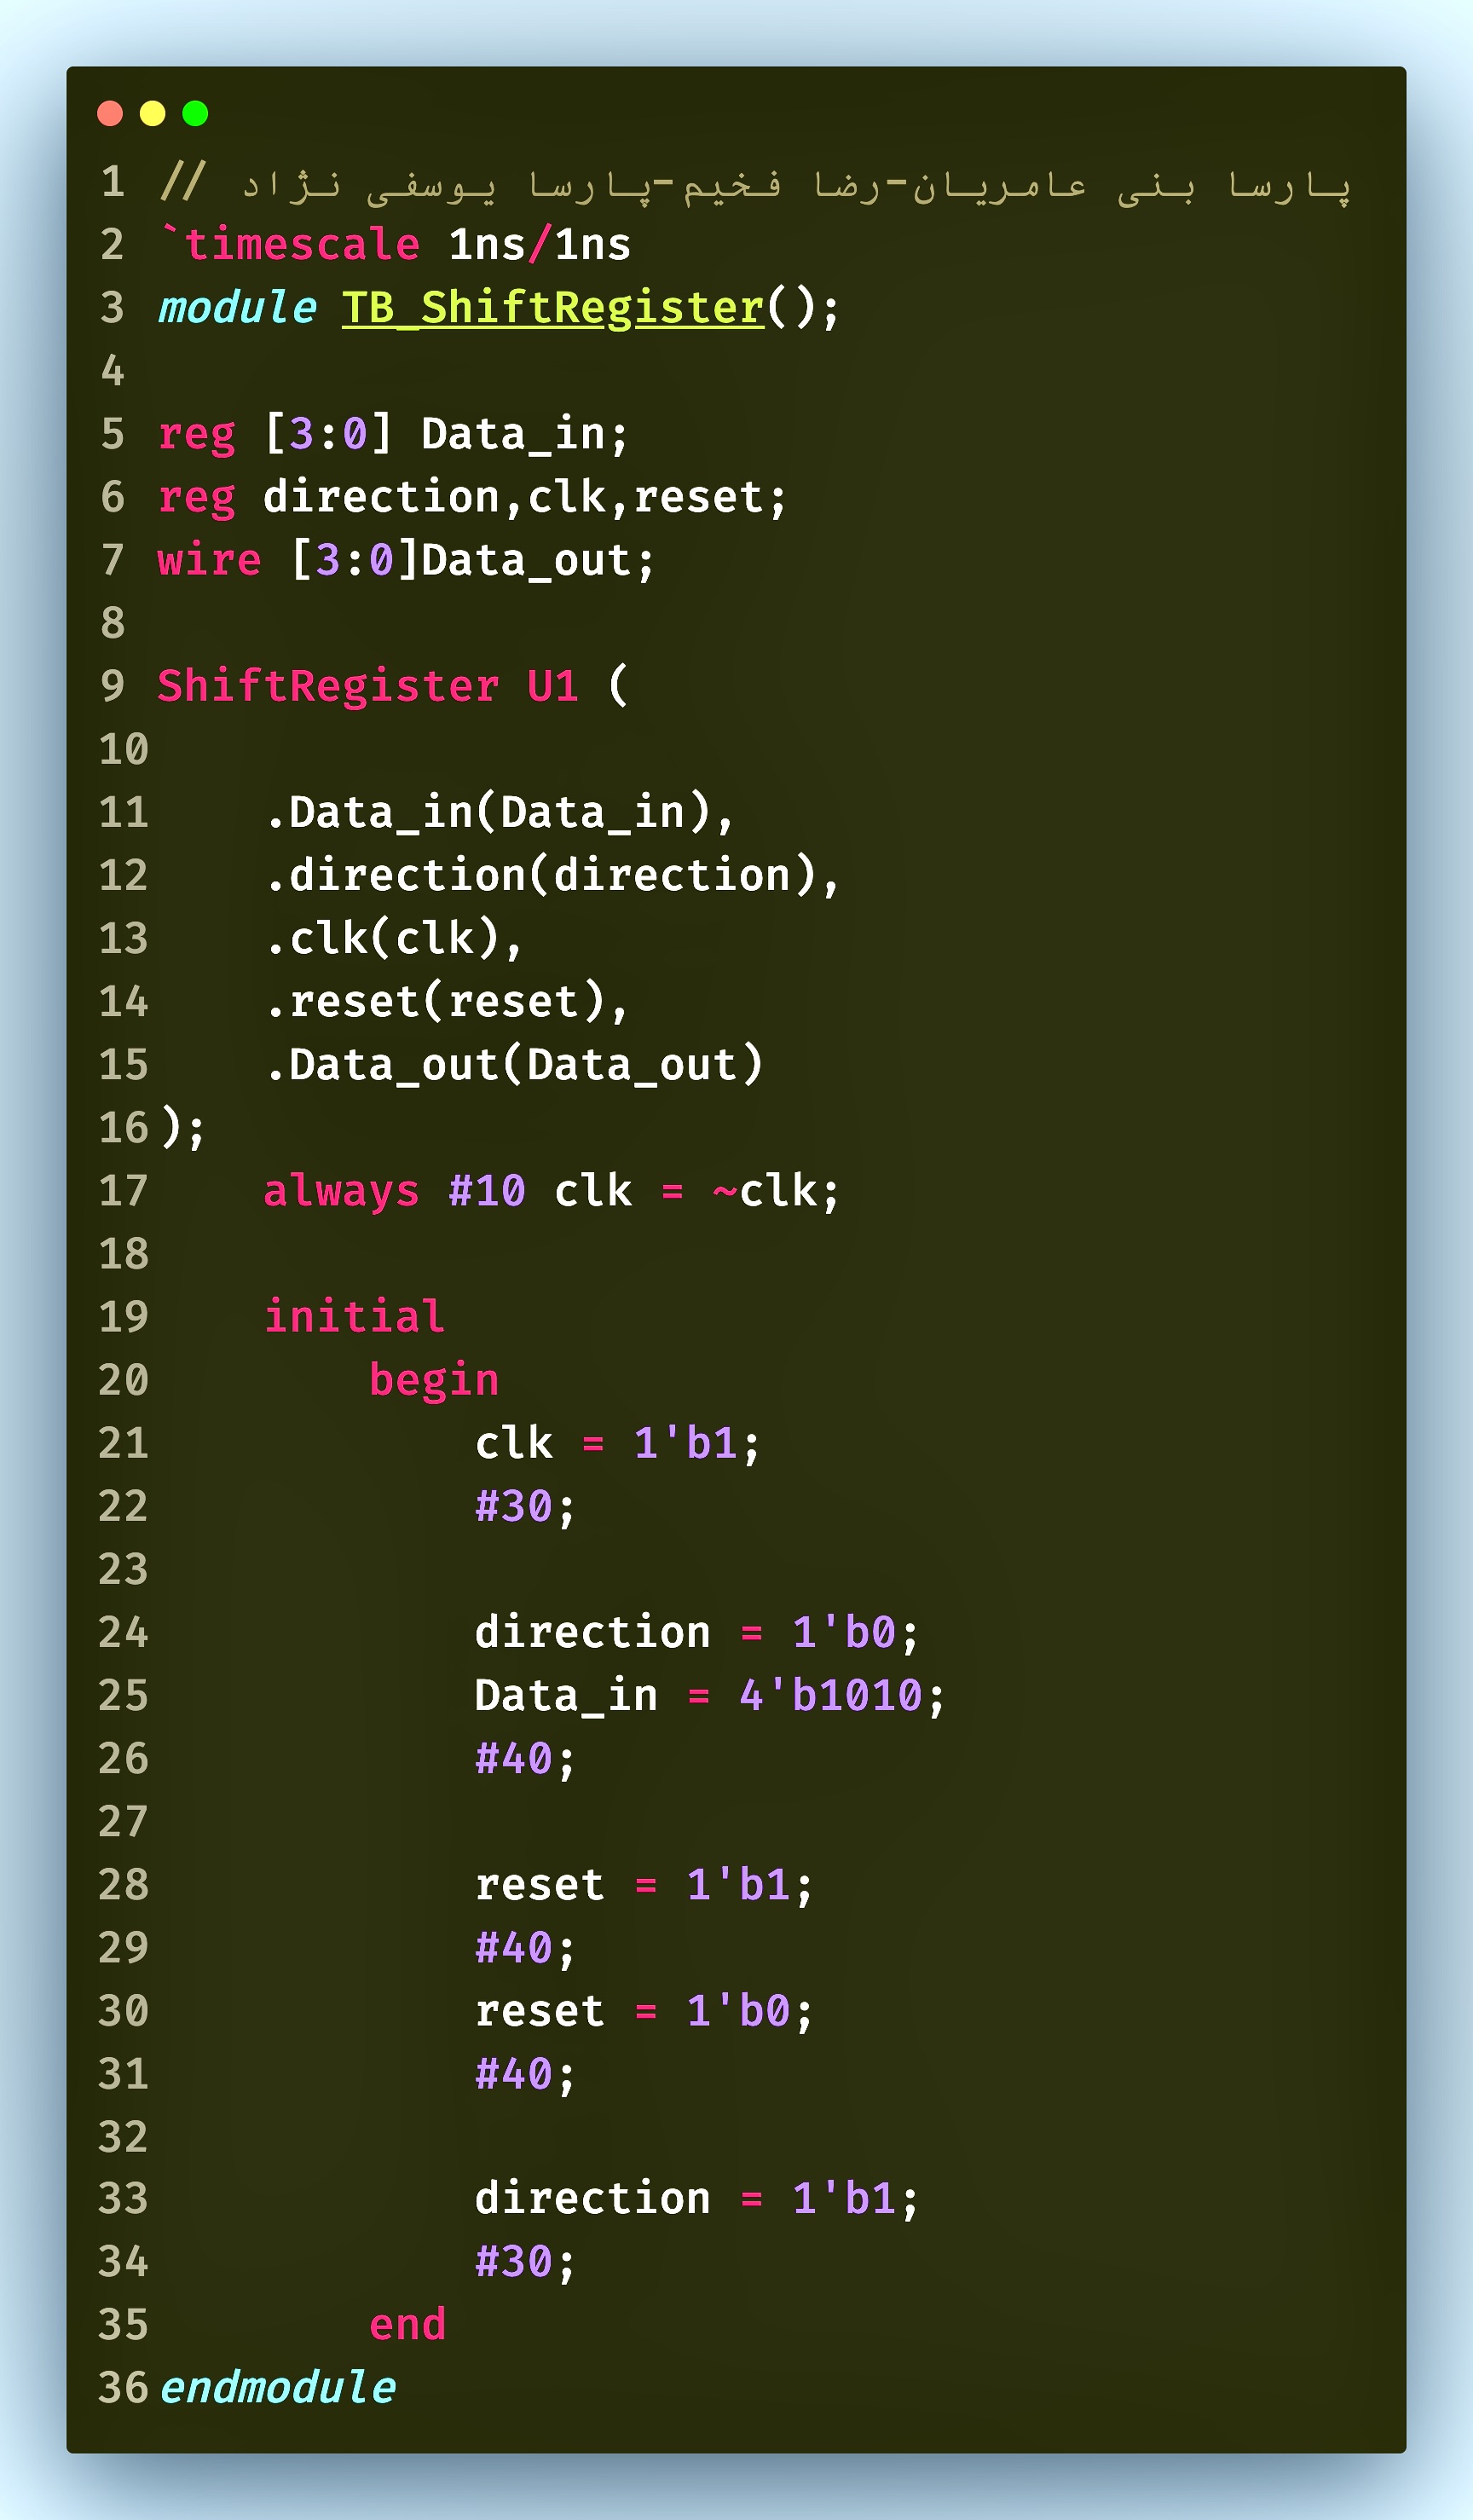 1 // پارسا بنی عامریان-رضا فخیم-پارسا یوسفی نژاد
2 `timescale 1ns/1ns
3 module TB_ShiftRegister();
4
5 reg [3:0] Data_in;
6 reg direction,clk,reset;
7 wire [3:0]Data_out;
8
9 ShiftRegister U1 (
10
11     .Data_in(Data_in),
12     .direction(direction),
13     .clk(clk),
14     .reset(reset),
15     .Data_out(Data_out)
16 );
17     always #10 clk = ~clk;
18
19     initial
20         begin
21             clk = 1'b1;
22             #30;
23
24             direction = 1'b0;
25             Data_in = 4'b1010;
26             #40;
27
28             reset = 1'b1;
29             #40;
30             reset = 1'b0;
31             #40;
32
33             direction = 1'b1;
34             #30;
35         end
36 endmodule